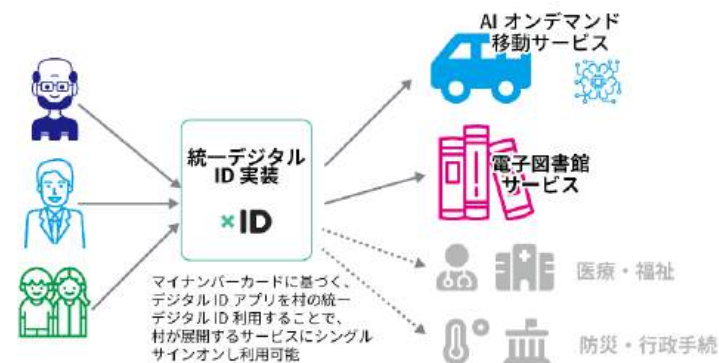 AI オンデマンド
移動サービス
統一デジタル
ID 実装
×ID
電子図書館
サービス
マイナンバーカードに基づく、
デジタル ID アプリを村の統一
デジタル ID 利用することで、
村が展開するサービスにシングル
サインオンし利用可能
医療・福祉
防災・行政手続